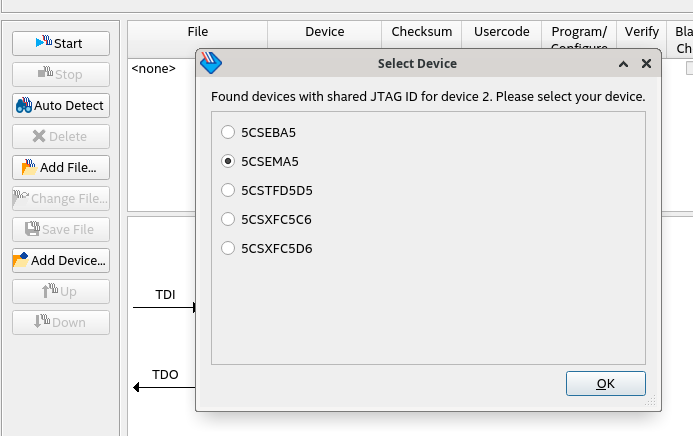 Start
Stop
Auto Detect
Delete
Add File...
Change File...
Save File
Add Device...
Up
Down
File Device Checksum Usercode Program/ Verify Bla
Configure Ch
<none>
Select Device
Found devices with shared JTAG ID for device 2. Please select your device.
5CSEBA5
5CSEMA5
5CSTFD5D5
5CSXFC5C6
5CSXFC5D6
OK
TDI
TDO